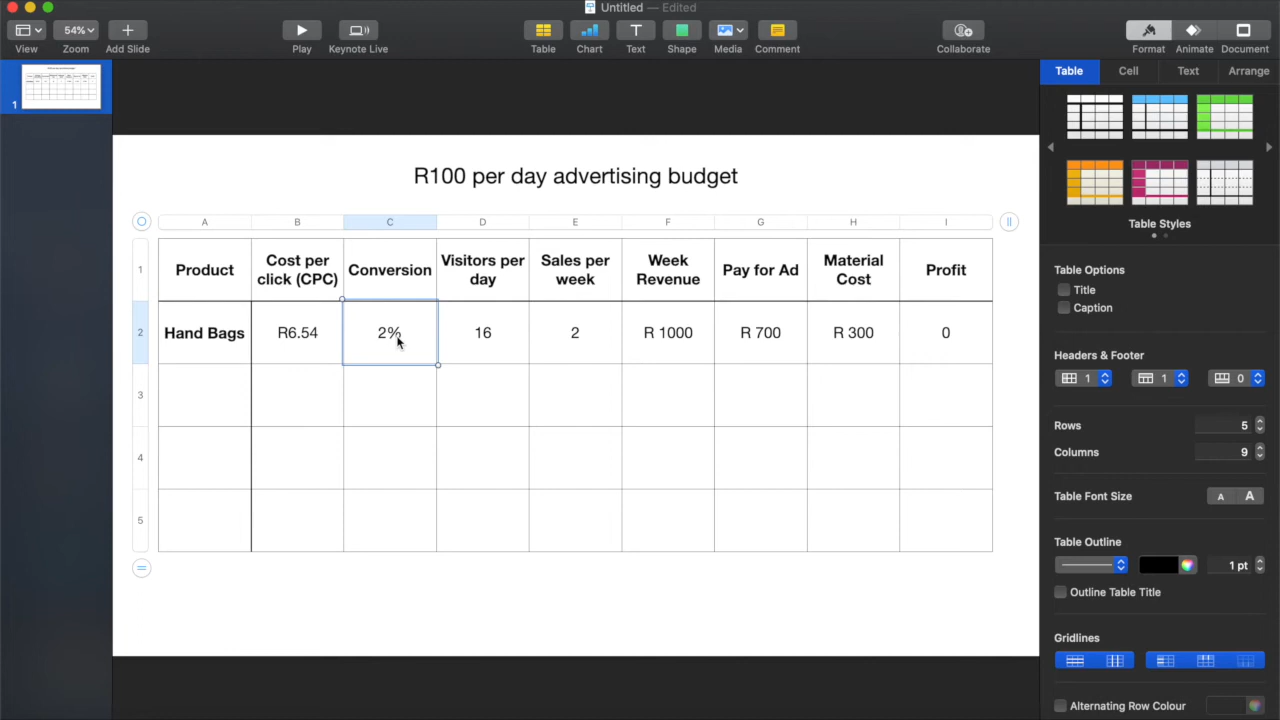 Untitled — Edited
54%
View
Zoom
Add Slide
Play
Keynote Live
Table
Chart
Text
Shape
Media
Comment
Collaborate
Format
Animate
Document
Table
Cell
Text
Arrange
1
R100 per day advertising budget
A B C D E F G H I
1
Product
Cost per
click (CPC)
Conversion
Visitors per
day
Sales per
week
Week
Revenue
Pay for Ad
Material
Cost
Profit
2
Hand Bags R6.54 2% 16 2 R 1000 R 700 R 300 0
3
4
5
Table Styles
Table Options
Title
Caption
Headers & Footer
1 1 0
Rows 5
Columns 9
Table Font Size A A
Table Outline
1 pt
Outline Table Title
Gridlines
Alternating Row Colour